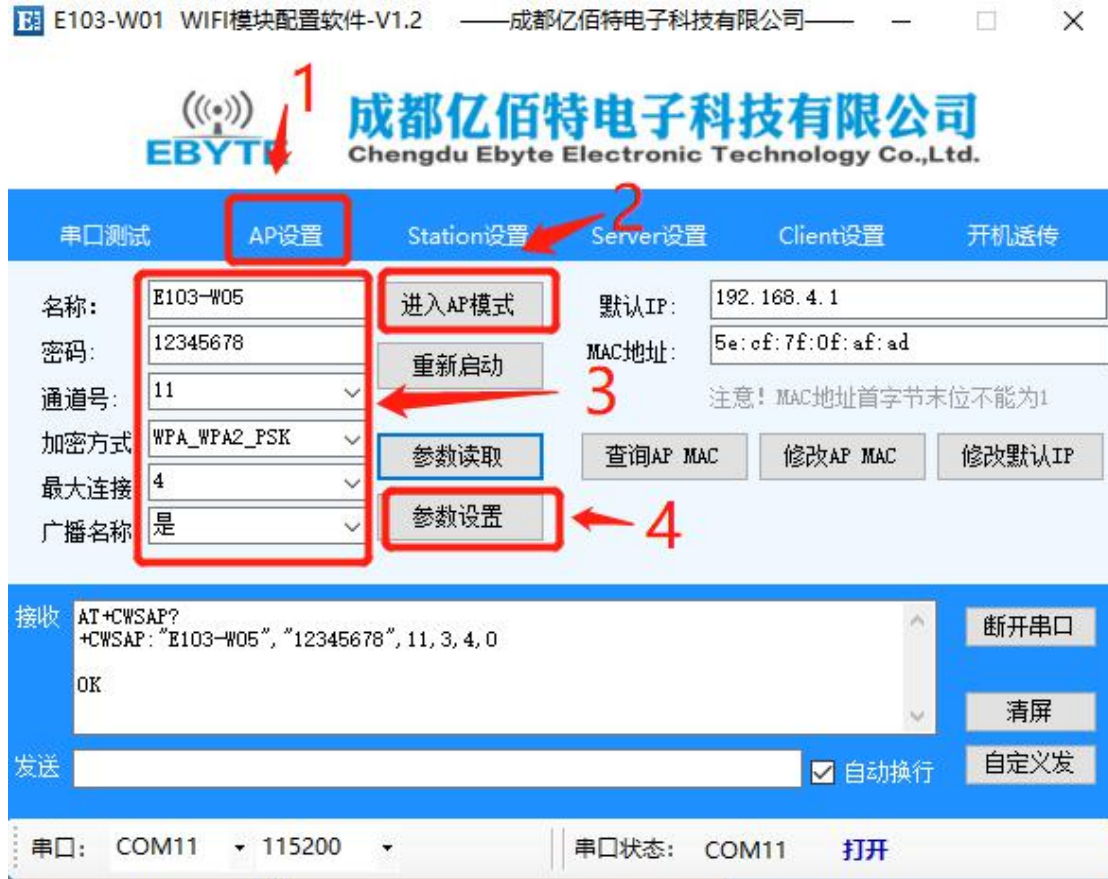 E103-W01 WIFI模块配置软件-V1.2 ——成都亿佰特电子科技有限公司——
1
EBYTE
成都亿佰特电子科技有限公司
Chengdu Ebyte Electronic Technology Co.,Ltd.
2
串口测试 AP设置 Station设置 Server设置 Client设置 开机透传
名称: E103-W05 进入AP模式 默认IP: 192.168.4.1
密码: 12345678 重新启动 MAC地址: 5e:cf:7f:0f:af:ad
通道号: 11 3 注意! MAC地址首字节末位不能为1
加密方式 WPA_WPA2_PSK 参数读取 查询AP MAC 修改AP MAC 修改默认IP
最大连接 4
广播名称 是 参数设置 4
接收 AT+CWSAP?
+CWSAP:"E103-W05","12345678",11,3,4,0
OK
断开串口
清屏
发送 自动换行 自定义发
串口: COM11 115200 串口状态: COM11 打开